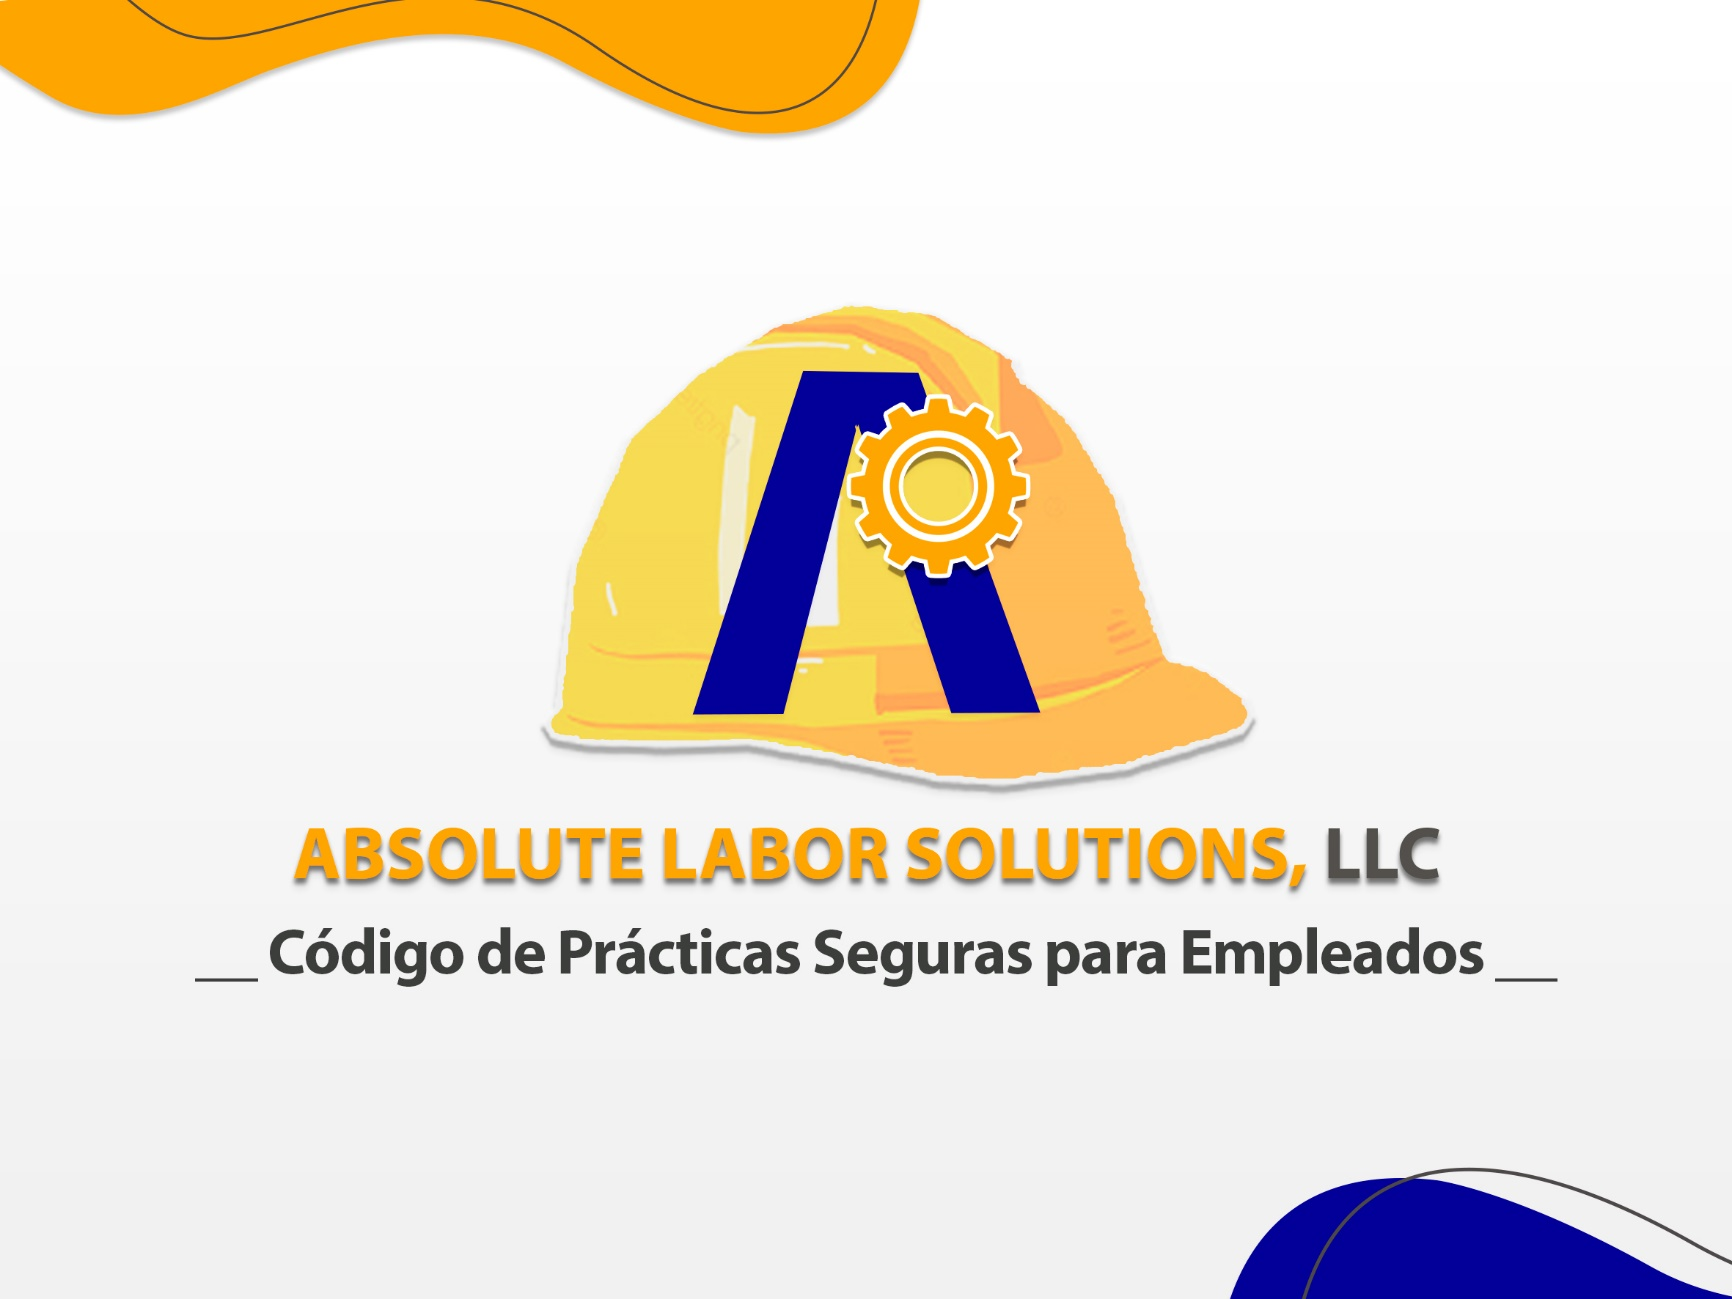 ABSOLUTE LABOR SOLUTIONS, LLC
__ Código de Prácticas Seguras para Empleados __